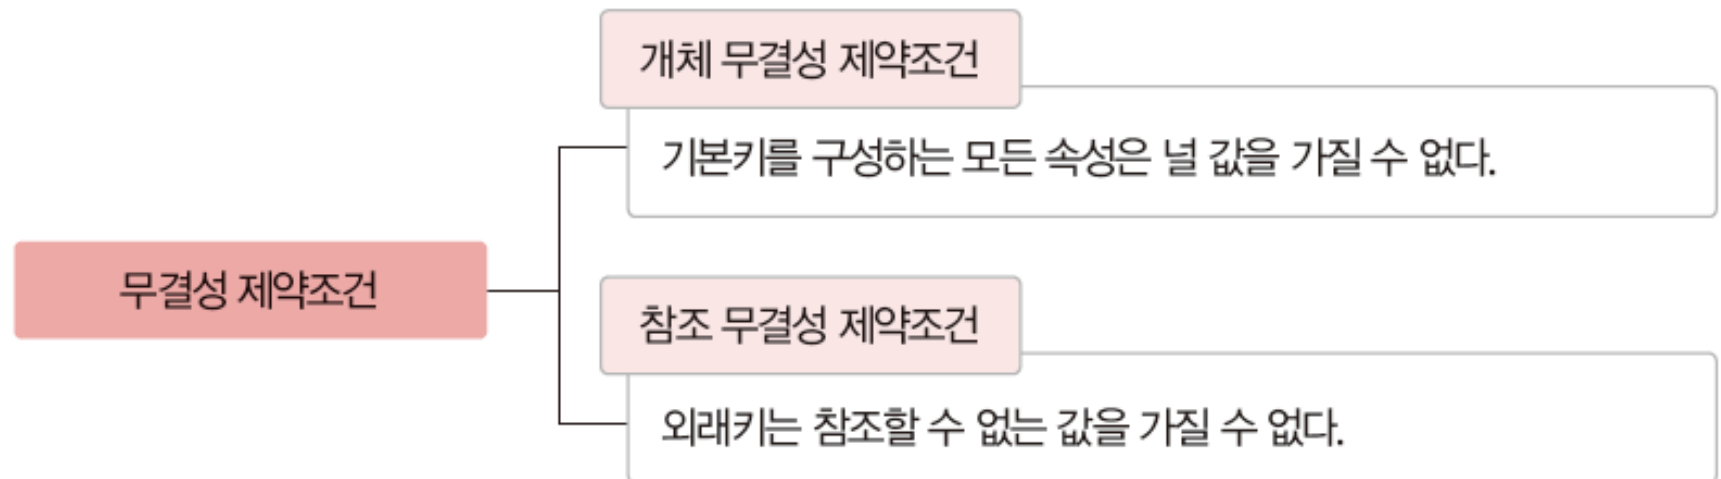 개체 무결성 제약조건
기본키를 구성하는 모든 속성은 널 값을 가질 수 없다.
무결성 제약조건
참조 무결성 제약조건
외래키는 참조할 수 없는 값을 가질 수 없다.